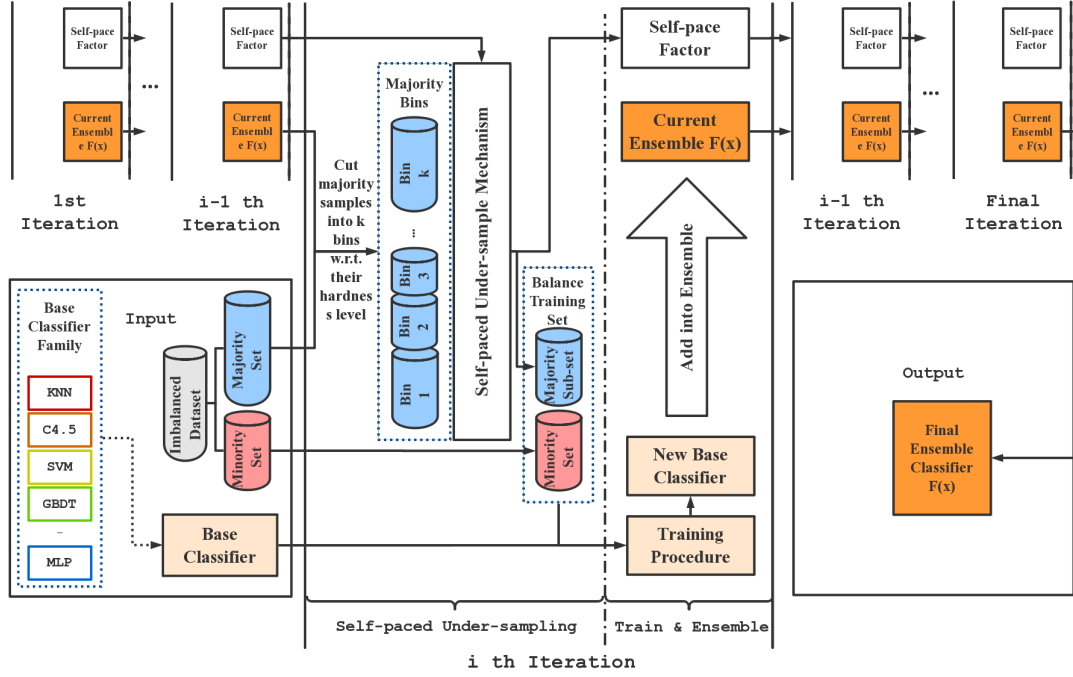 Self-pace
Factor
...
Current
Ensembl
e F(x)
1st
Iteration
Self-pace
Factor
Current
Ensembl
e F(x)
i-1 th
Iteration
Base
Classifier
Family
KNN
C4.5
SVM
GBDT
...
MLP
Input
Imbalanced
Dataset
Majority
Set
Minority
Set
Base
Classifier
Cut
majority
samples
into k
bins
w.r.t.
their
hardnes
s level
Majority
Bins
Bin
k
...
Bin
3
Bin
2
Bin
1
Self-paced Under-sample Mechanism
Balance
Training
Set
Majority
Sub-set
Minority
Set
Self-paced Under-sampling
Self-pace
Factor
Current
Ensemble F(x)
Add into Ensemble
New Base
Classifier
Training
Procedure
Train & Ensemble
i th Iteration
Self-pace
Factor
...
Current
Ensembl
e F(x)
i-1 th
Iteration
Self-pace
Factor
Current
Ensembl
e F(x)
Final
Iteration
Output
Final
Ensemble
Classifier
F(x)